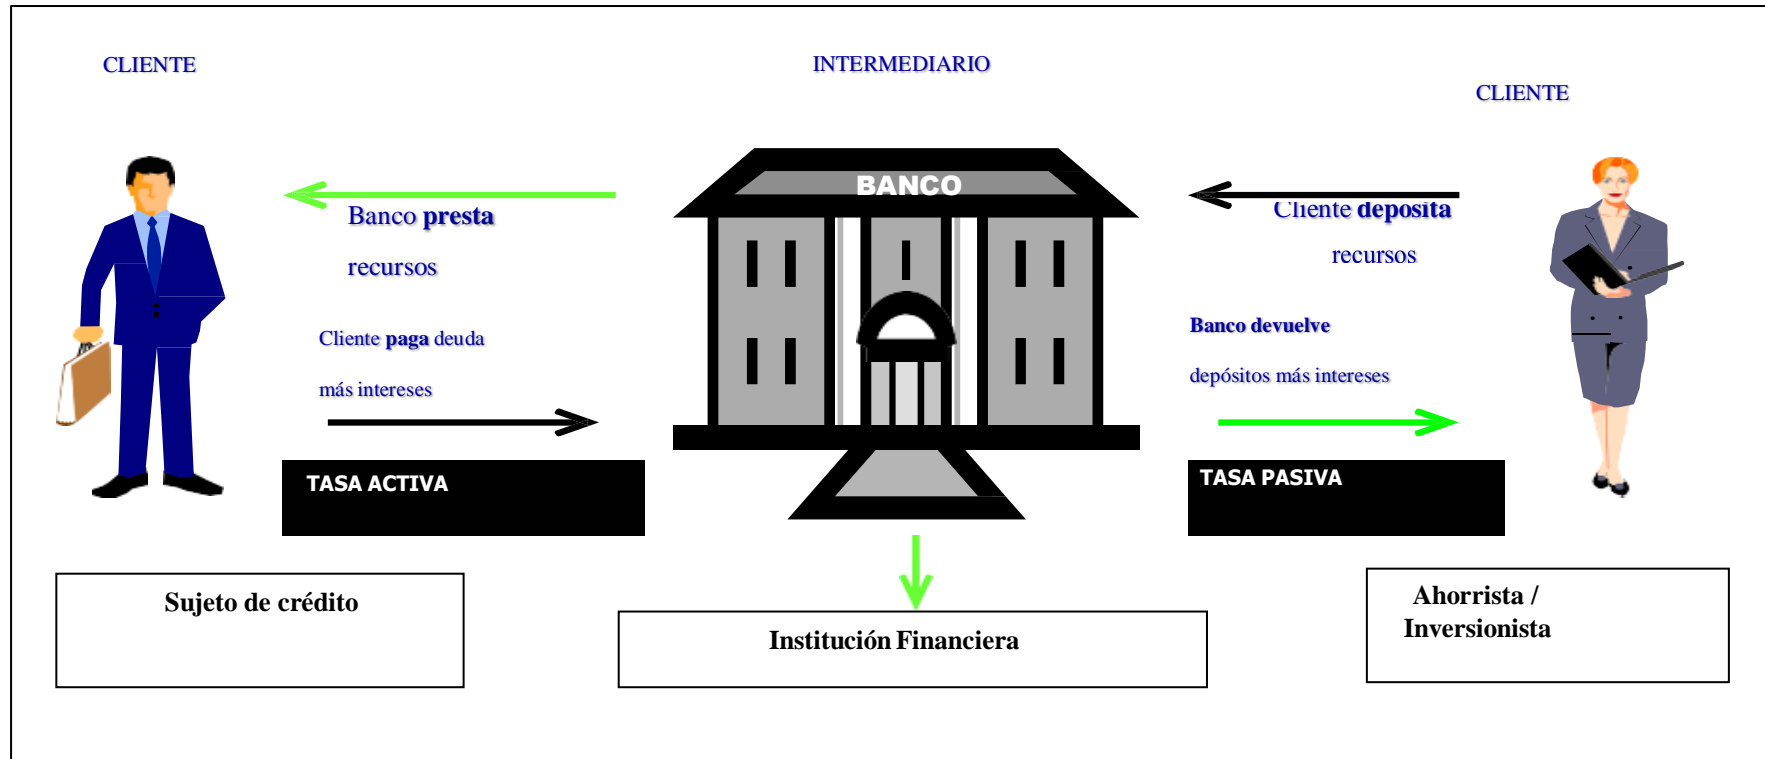 CLIENTE
INTERMEDIARIO
CLIENTE
BANCO
Banco presta
recursos
Cliente deposita
recursos
Cliente paga deuda
más intereses
Banco devuelve
depósitos más intereses
TASA ACTIVA
TASA PASIVA
Sujeto de crédito
Institución Financiera
Ahorrista /
Inversionista